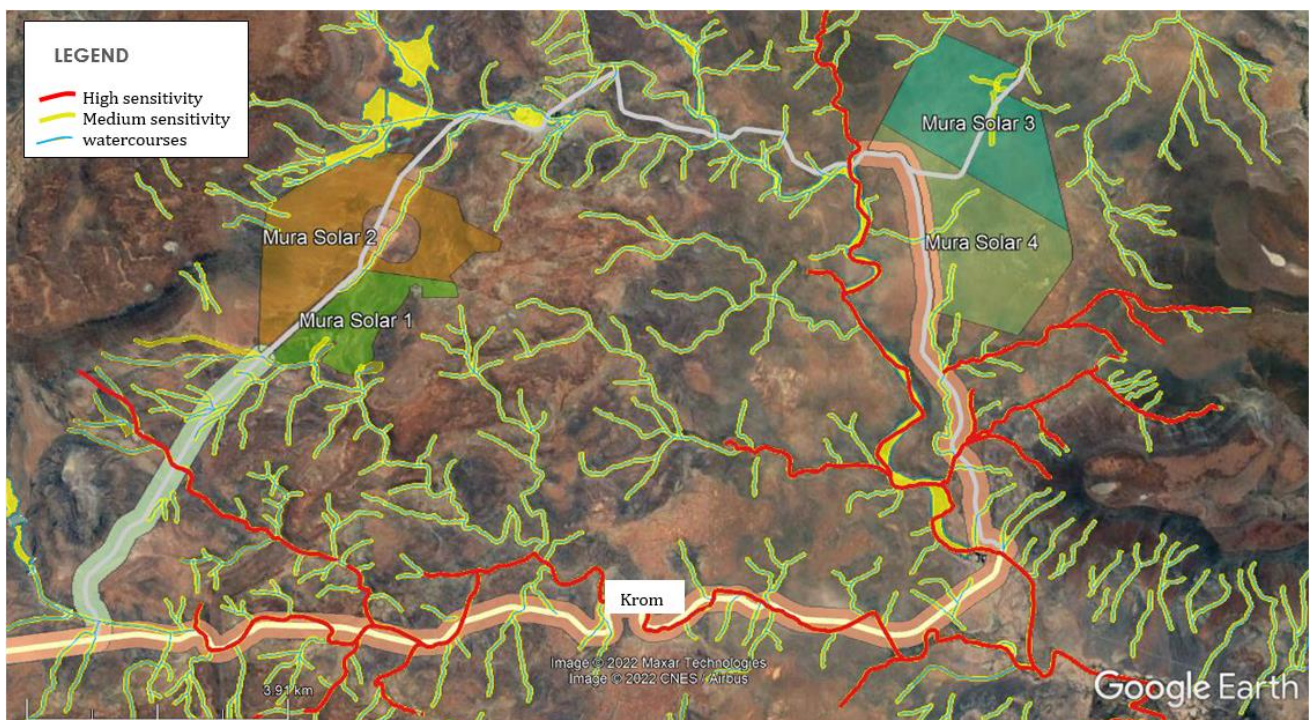 LEGEND
High sensitivity
Medium sensitivity
watercourses
Mura Solar 3
Mura Solar 2
Mura Solar 4
Mura Solar 1
Krom
Image © 2022 Maxar Technologies
Image © 2022 CNES / Airbus
3.91 km
Google Earth